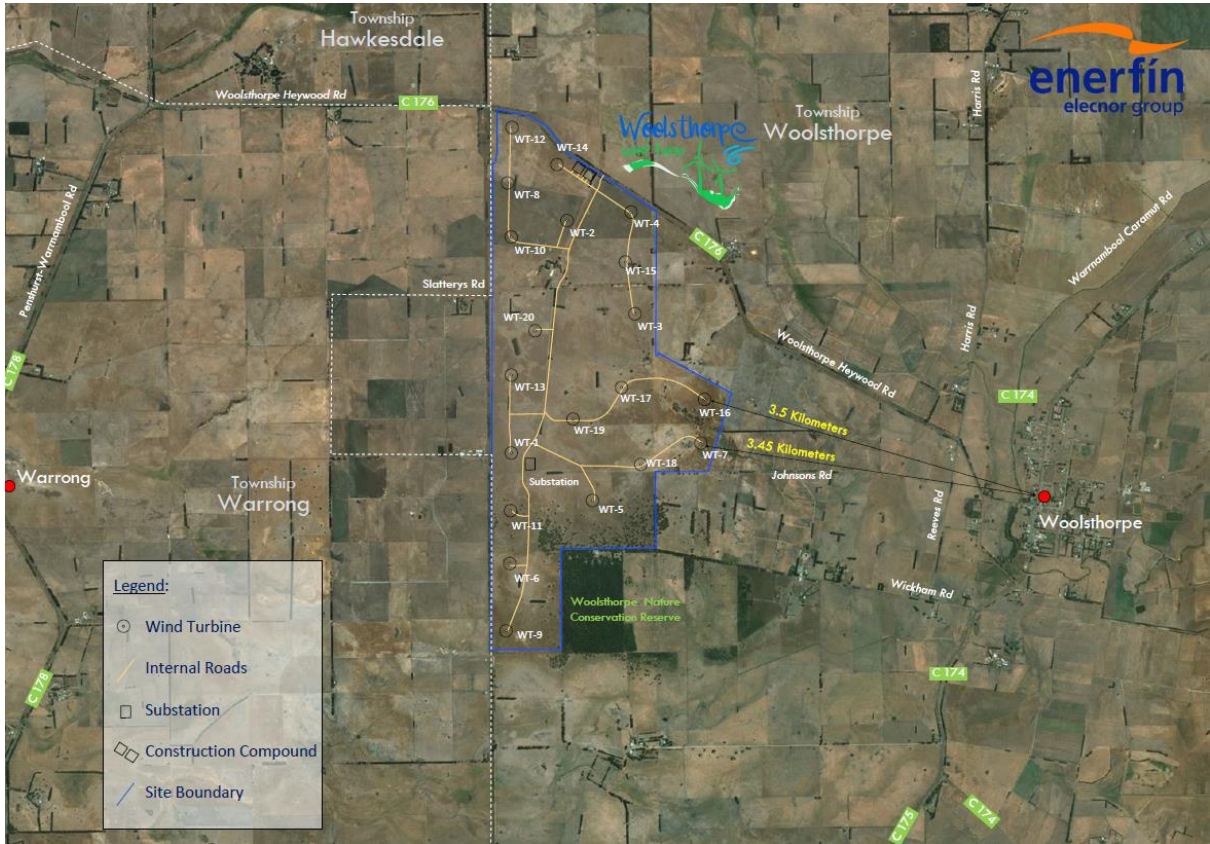 Township
Hawkesdale
Woolsthorpe Heywood Rd
C 176
enerfín
elecnor group
Harris Rd
Township
Woolsthorpe
Woolsthorpe
wind farm
WT-12
WT-14
WT-8
WT-4
WT-2
WT-10
C 176
WT-15
Penshurst-Warrnambool Rd
Warrnambool Caramut Rd
Slatterys Rd
WT-20
WT-3
Harris Rd
Woolsthorpe Heywood Rd
C 178
WT-13
WT-17
C 174
WT-16
3.5 Kilometers
WT-19
WT-1
3.45 Kilometers
WT-7
WT-18
Johnsons Rd
Substation
Warrong
Township
Warrong
WT-5
Reeves Rd
Woolsthorpe
WT-11
WT-6
Wickham Rd
Woolsthorpe Nature
Conservation Reserve
WT-9
C 174
C 178
Legend:
Wind Turbine
Internal Roads
Substation
Construction Compound
Site Boundary
C 175
C 174